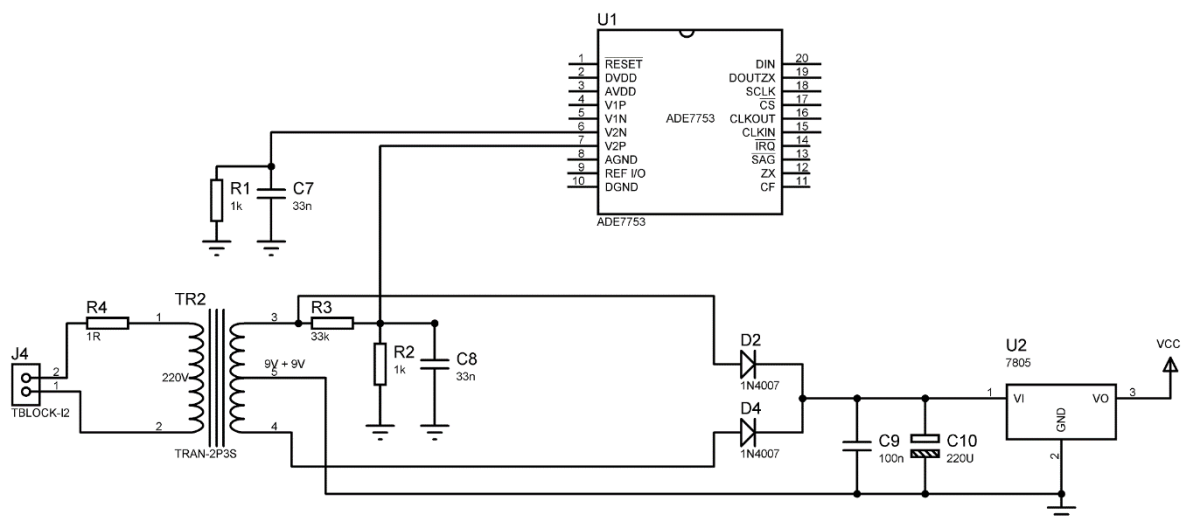 U1
1 RESET
2 DVDD
3 AVDD
4 V1P
5 V1N
6 V2N
7 V2P
8 AGND
9 REF I/O
10 DGND
ADE7753
DIN 20
DOUTZX 19
SCLK 18
CS 17
CLKOUT 16
CLKIN 15
IRQ 14
SAG 13
ZX 12
CF 11
ADE7753
R1
1k
C7
33n
J4
2
1
TBLOCK-I2
R4
1R
TR2
1
2
220V
3
9V + 9V
5
4
TRAN-2P3S
R3
33k
R2
1k
C8
33n
D2
1N4007
D4
1N4007
C9
100n
C10
220U
U2
7805
1
VI
VO
3
GND
2
VCC